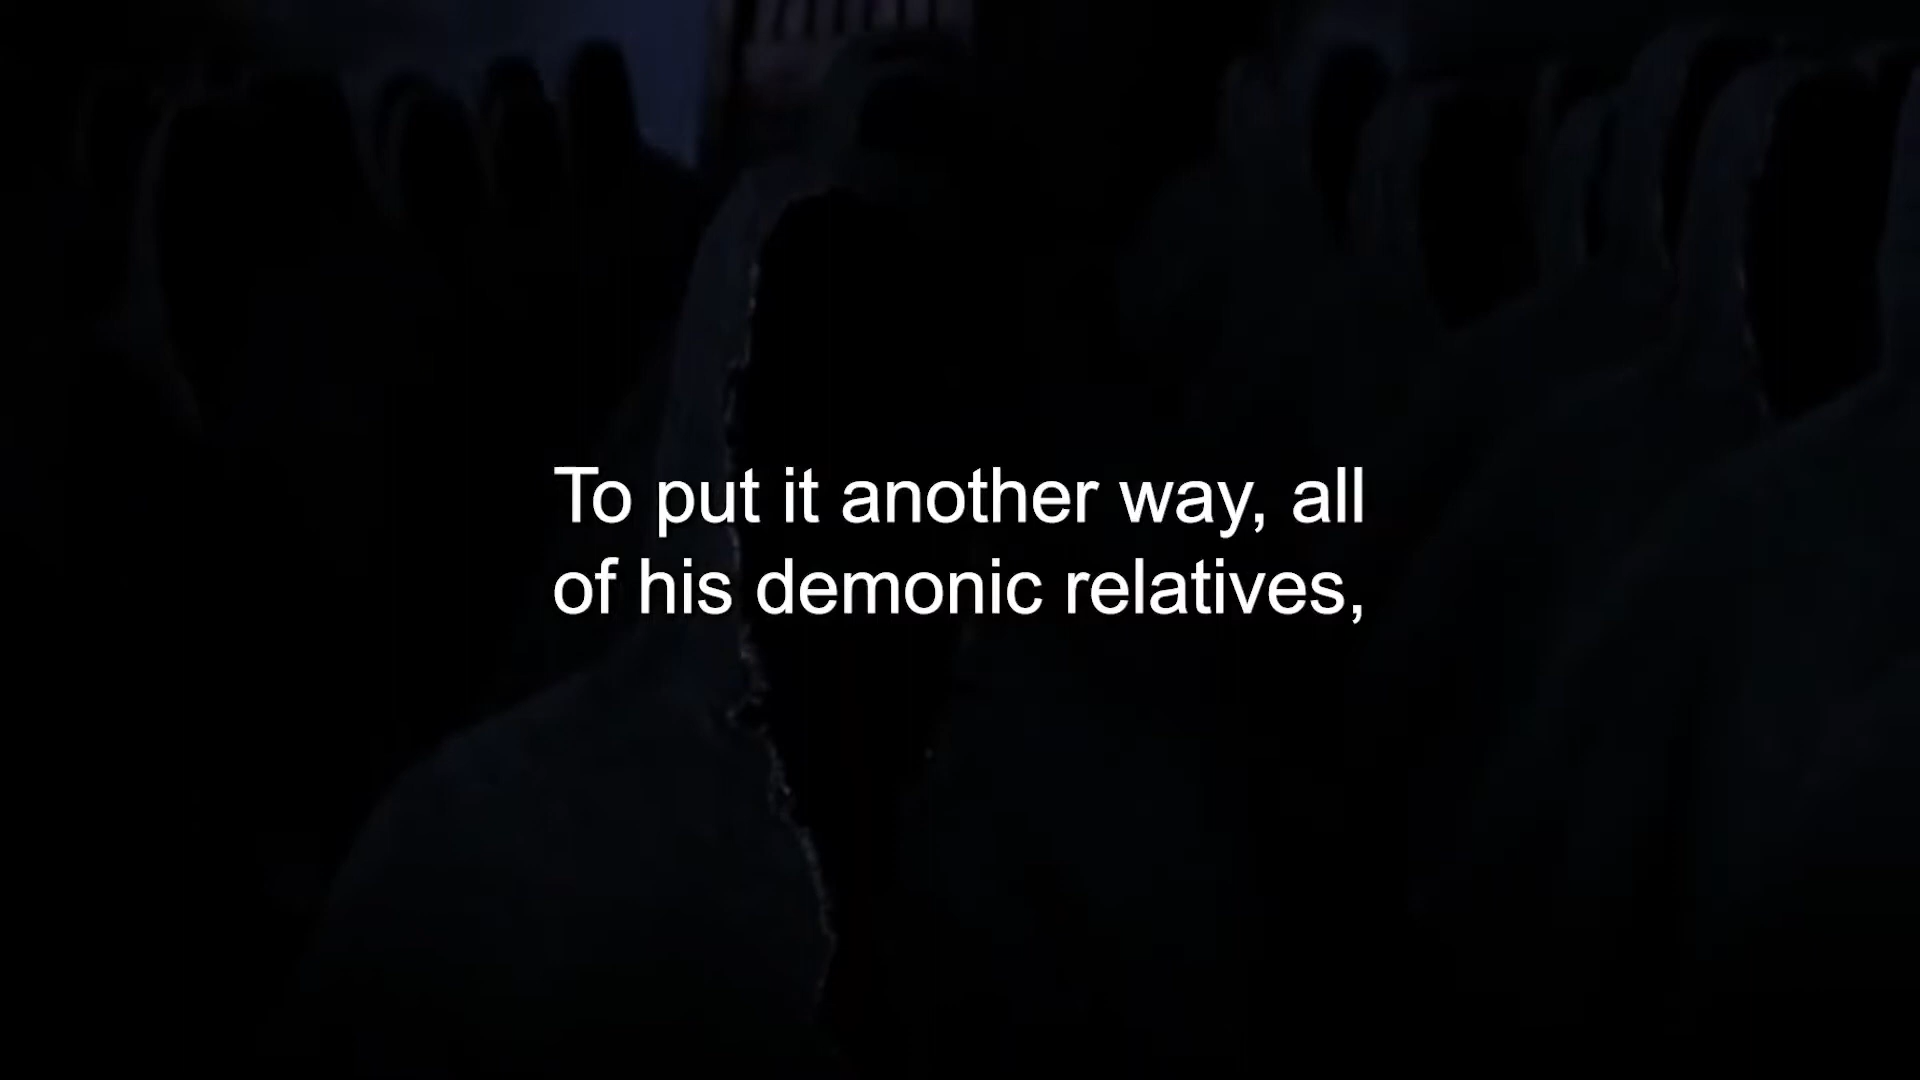 To put it another way, all
of his demonic relatives,